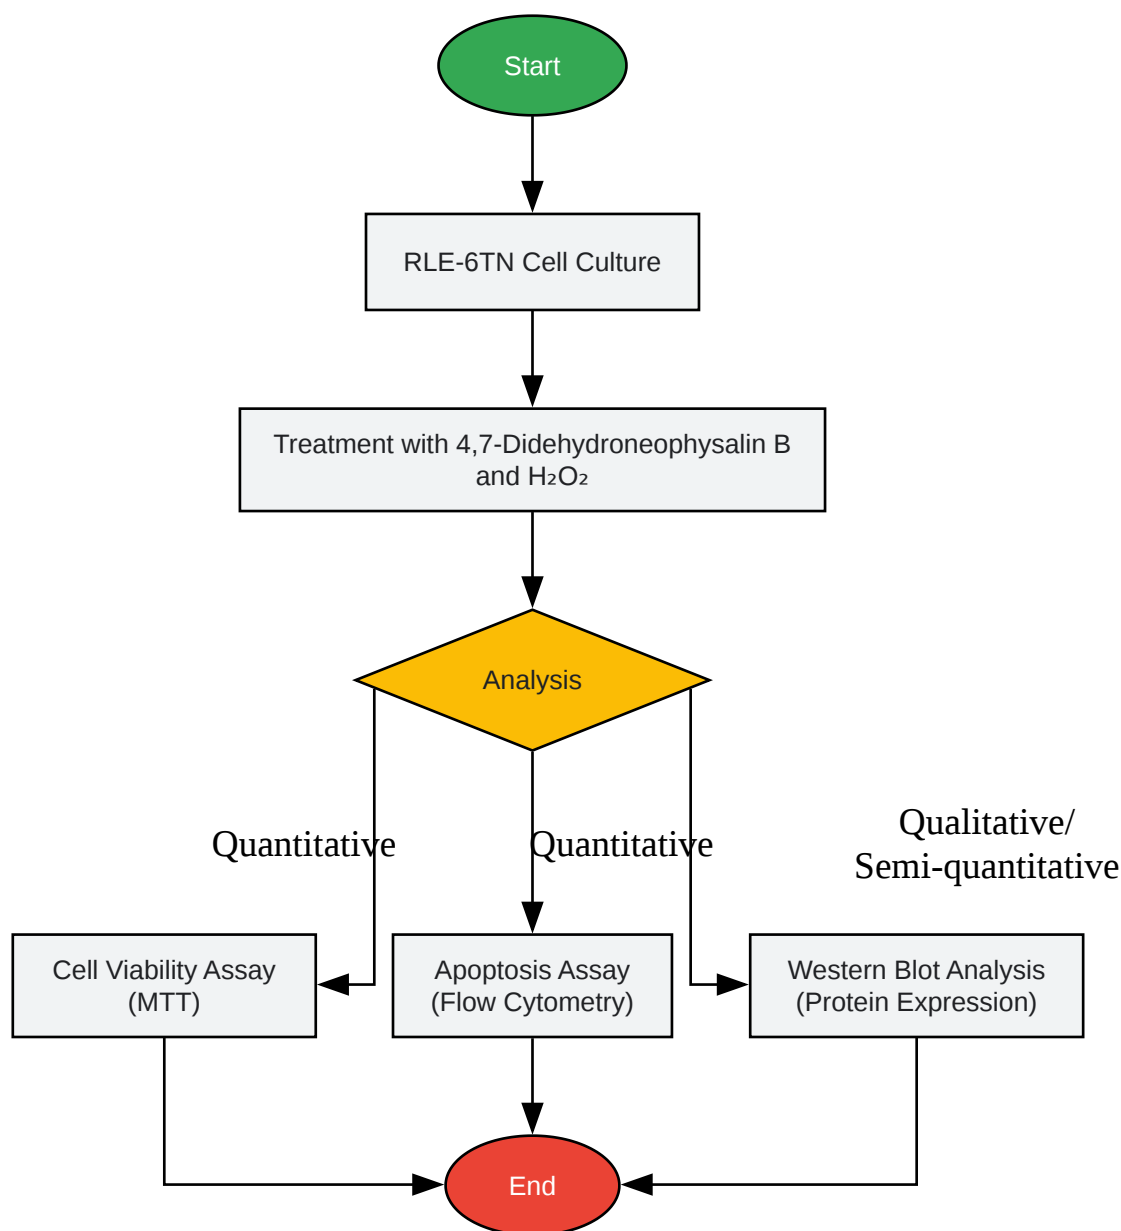 Start
RLE-6TN Cell Culture
Treatment with 4,7-Didehydroneophysalin B
and H₂O₂
Analysis
Quantitative
Quantitative
Qualitative/
Semi-quantitative
Cell Viability Assay
(MTT)
Apoptosis Assay
(Flow Cytometry)
Western Blot Analysis
(Protein Expression)
End